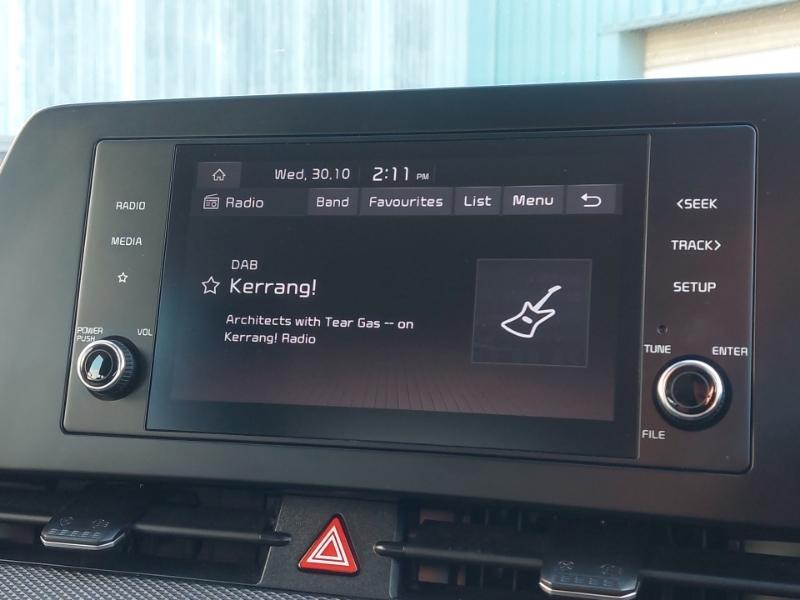 Wed, 30.10 2:11 PM
Radio Band Favourites List Menu
DAB
Kerrang!
Architects with Tear Gas -- on
Kerrang! Radio
RADIO
MEDIA
POWER
PUSH
VOL
<SEEK
TRACK>
SETUP
TUNE
ENTER
FILE